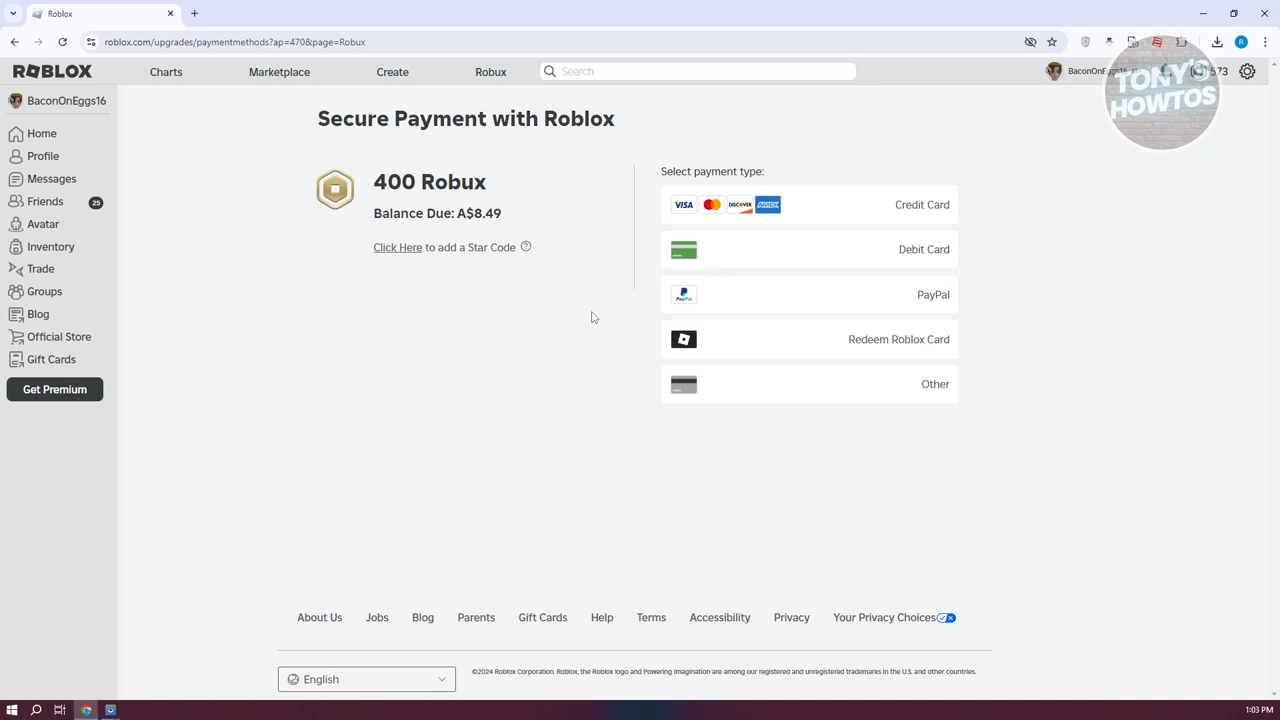 Roblox
roblox.com/upgrades/paymentmethods?ap=470&page=Robux
ROBLOX
Charts
Marketplace
Create
Robux
Search
BaconOnEggs16
573
TONY'S
HOWTOS
BaconOnEggs16
Home
Profile
Messages
Friends
25
Avatar
Inventory
Trade
Groups
Blog
Official Store
Gift Cards
Get Premium
Secure Payment with Roblox
400 Robux
Balance Due: A$8.49
Click Here to add a Star Code
Select payment type:
VISA DISCOVER AMEX Credit Card
Debit Card
PayPal PayPal
Redeem Roblox Card
Other
About Us
Jobs
Blog
Parents
Gift Cards
Help
Terms
Accessibility
Privacy
Your Privacy Choices
English
©2024 Roblox Corporation. Roblox, the Roblox logo and Powering Imagination are among our registered and unregistered trademarks in the U.S. and other countries.
1:03 PM